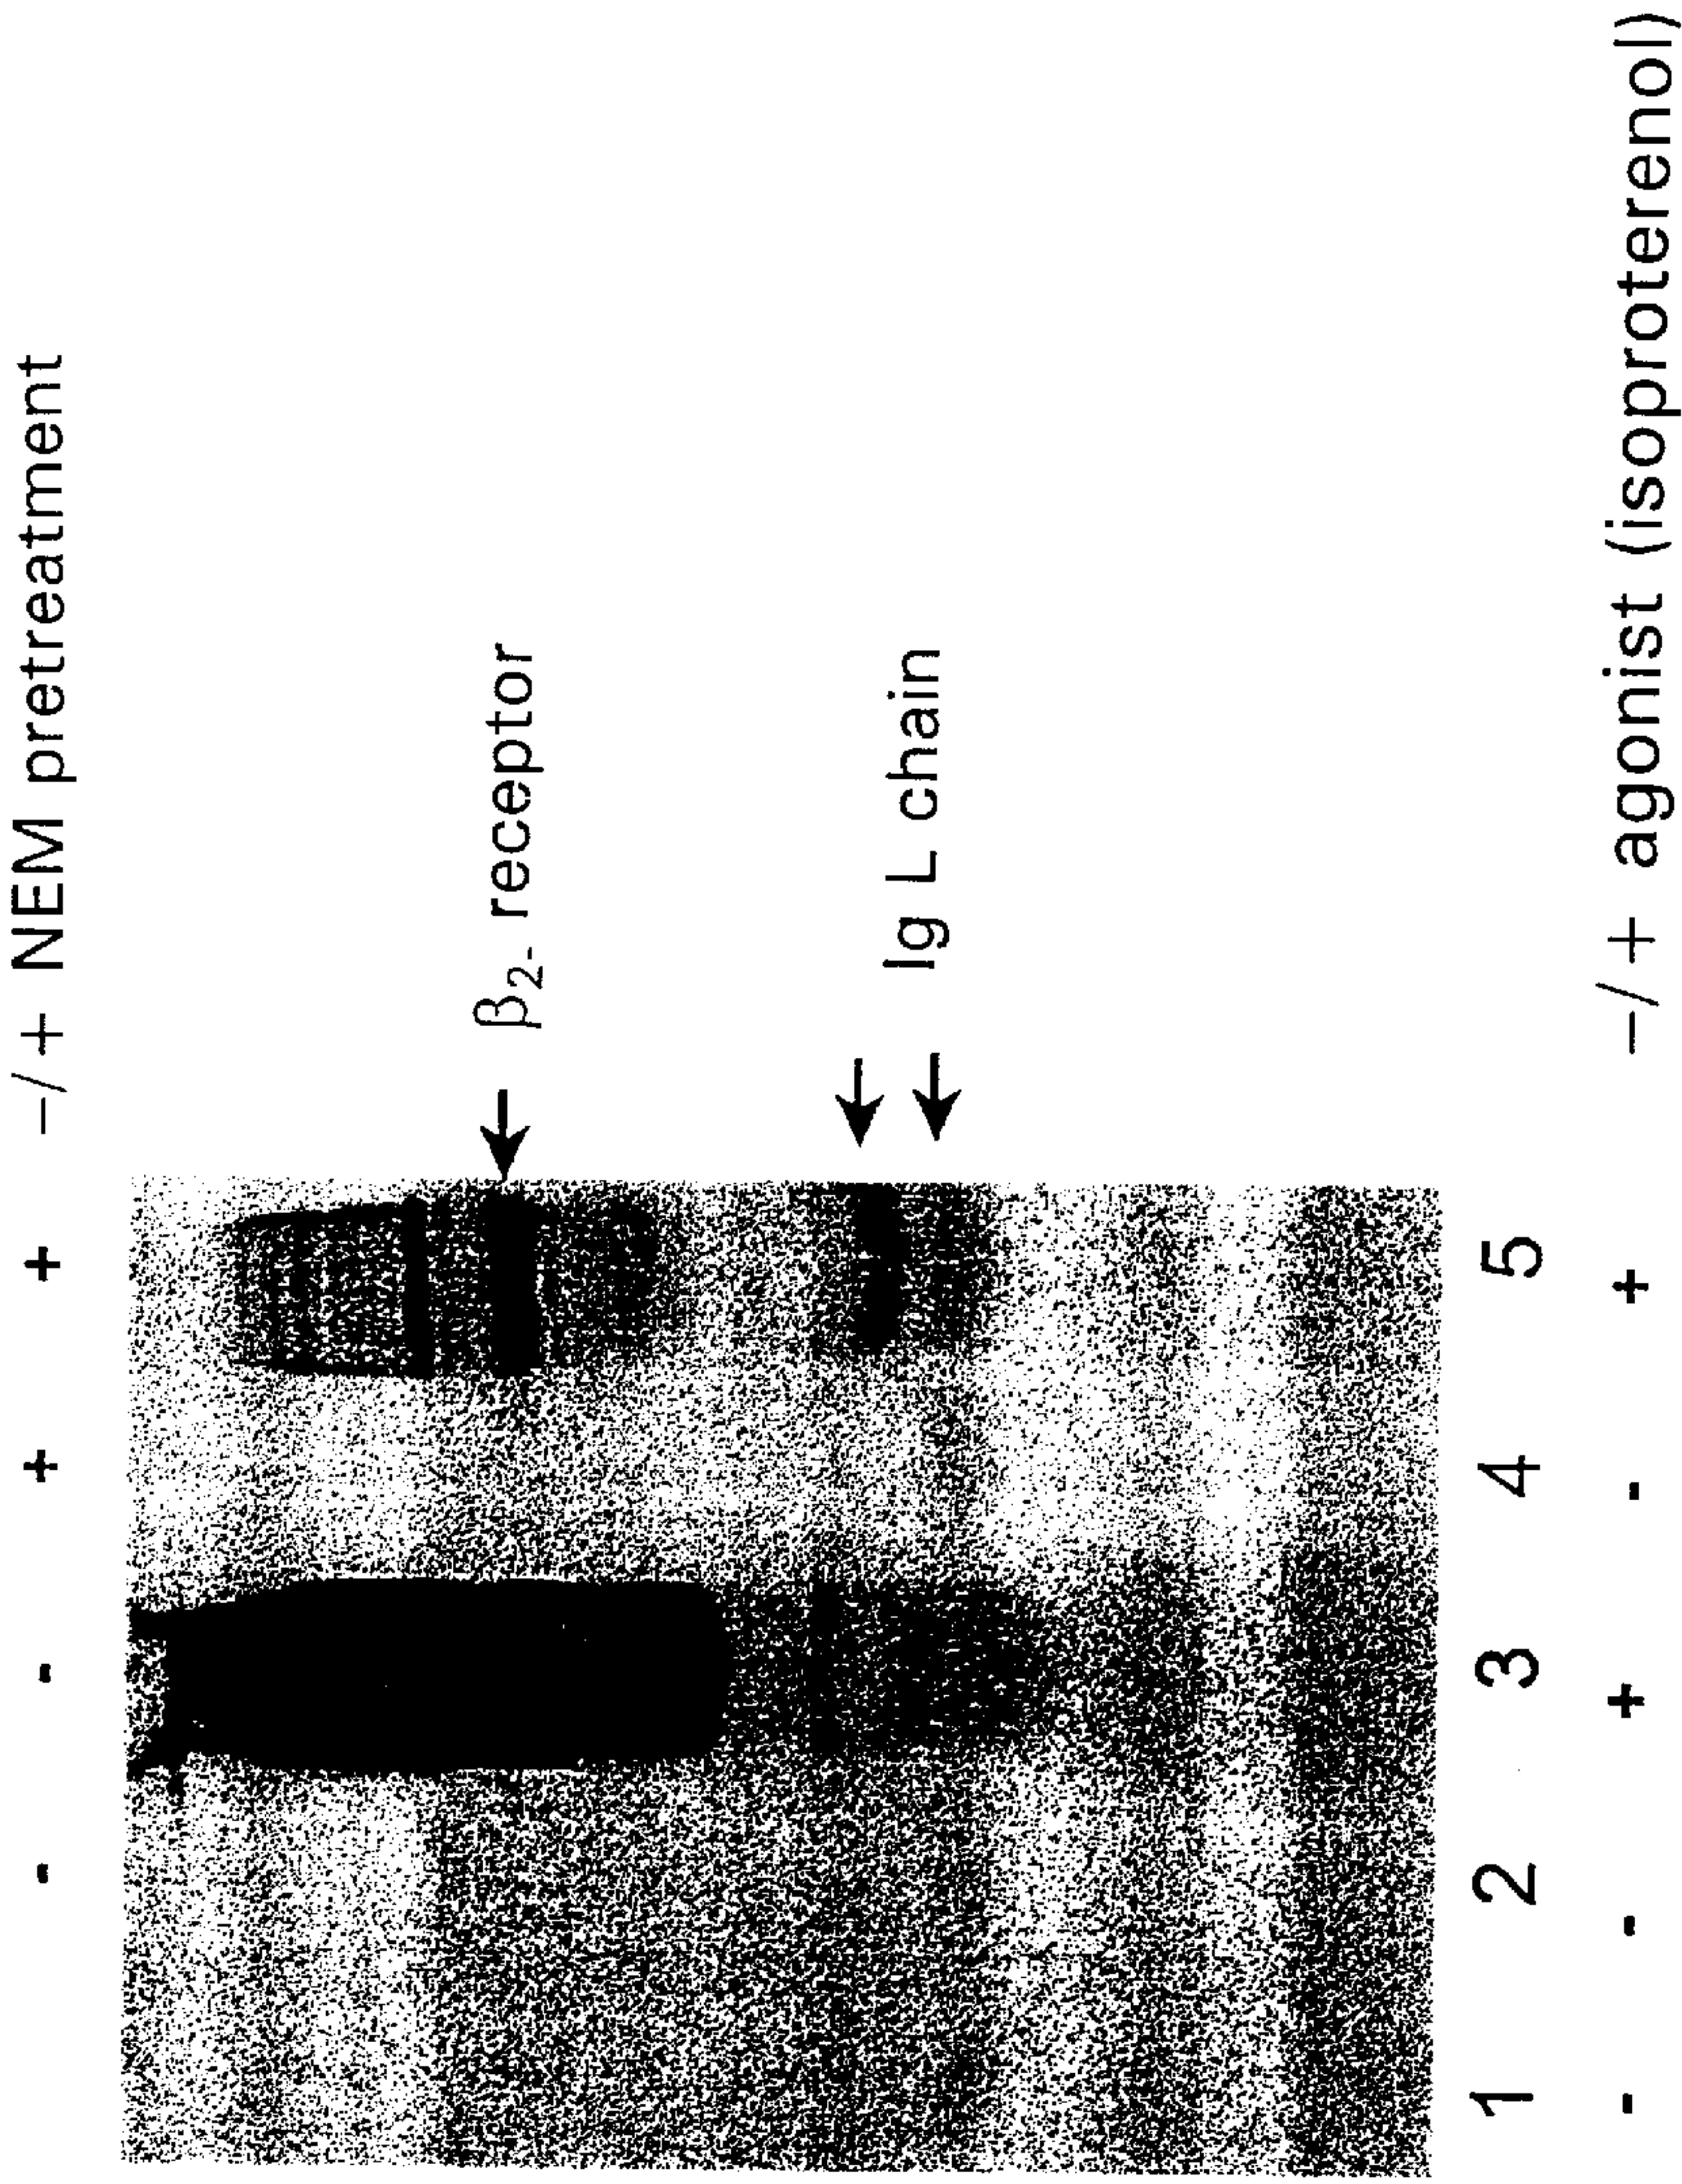 - - + + −/+ NEM pretreatment
β₂- receptor
Ig L chain
1 2 3 4 5
- - + - + −/+ agonist (isoproterenol)